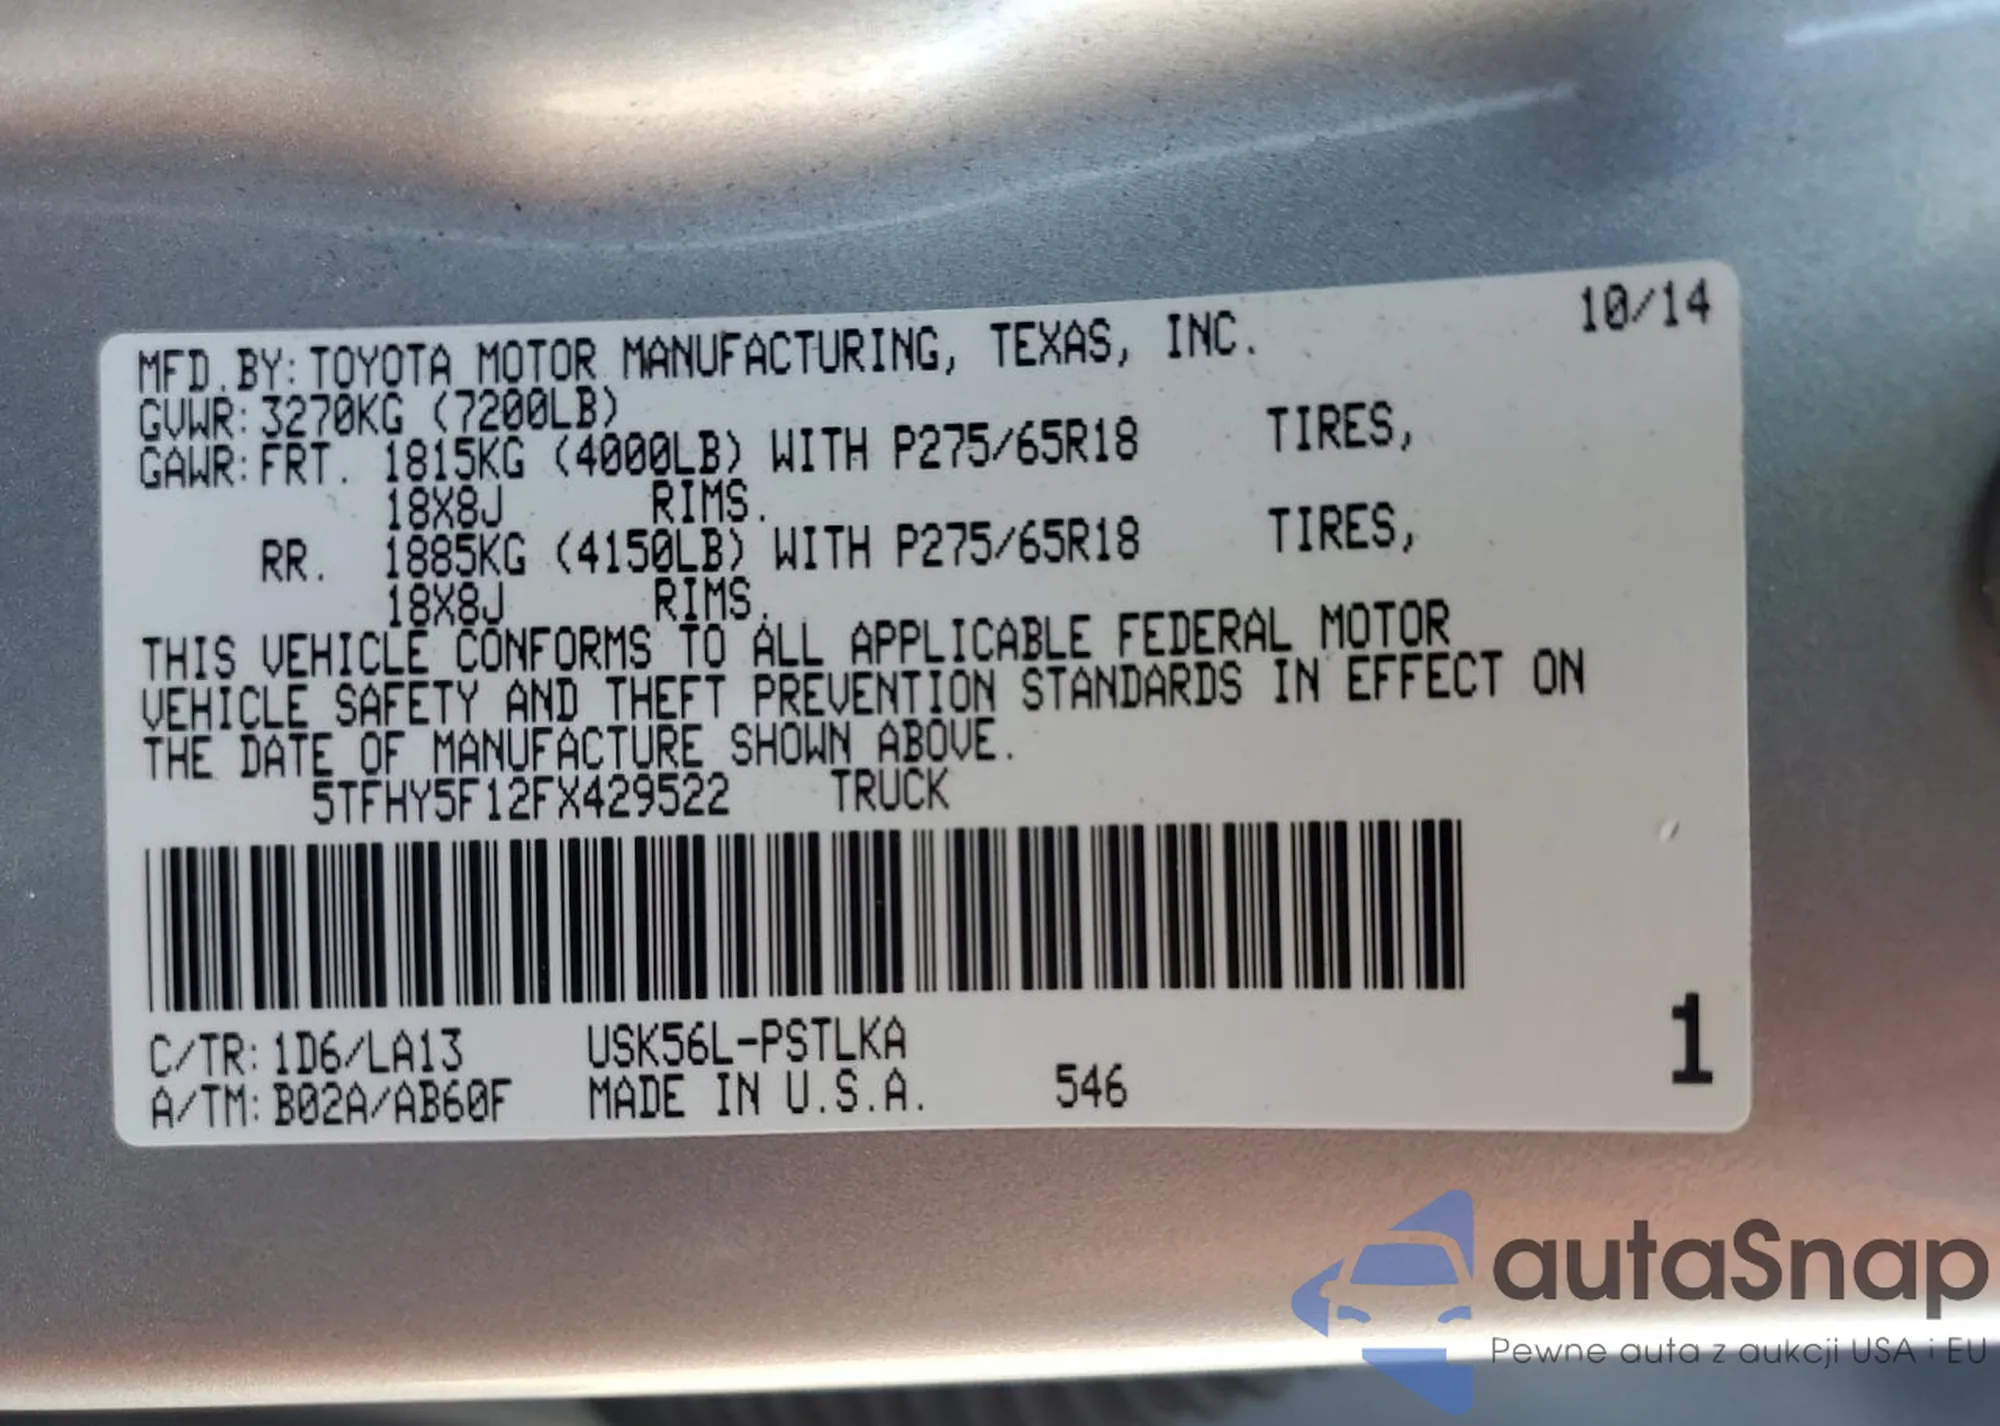 10/14
MFD.BY: TOYOTA MOTOR MANUFACTURING, TEXAS, INC.
GVWR: 3270KG (7200LB)
GAWR: FRT. 1815KG (4000LB) WITH P275/65R18 TIRES,
18X8J RIMS.
RR. 1885KG (4150LB) WITH P275/65R18 TIRES,
18X8J RIMS.
THIS VEHICLE CONFORMS TO ALL APPLICABLE FEDERAL MOTOR
VEHICLE SAFETY AND THEFT PREVENTION STANDARDS IN EFFECT ON
THE DATE OF MANUFACTURE SHOWN ABOVE.
5TFHY5F12FX429522 TRUCK
C/TR: 1D6/LA13 USK56L-PSTLKA
A/TM: B02A/AB60F MADE IN U.S.A. 546
1
autaSnap
Pewne auta z aukcji USA i EU